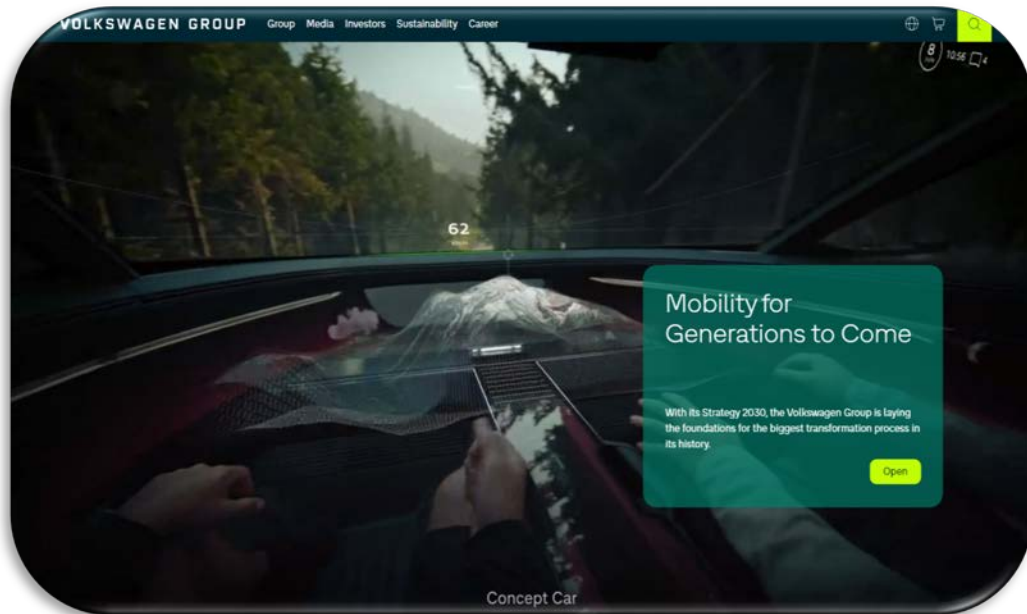 VOLKSWAGEN GROUP Group Media Investors Sustainability Career
8
10:56 4
62
Mobility for
Generations to Come
With its Strategy 2030, the Volkswagen Group is laying
the foundations for the biggest transformation process in
its history.
Open
Concept Car